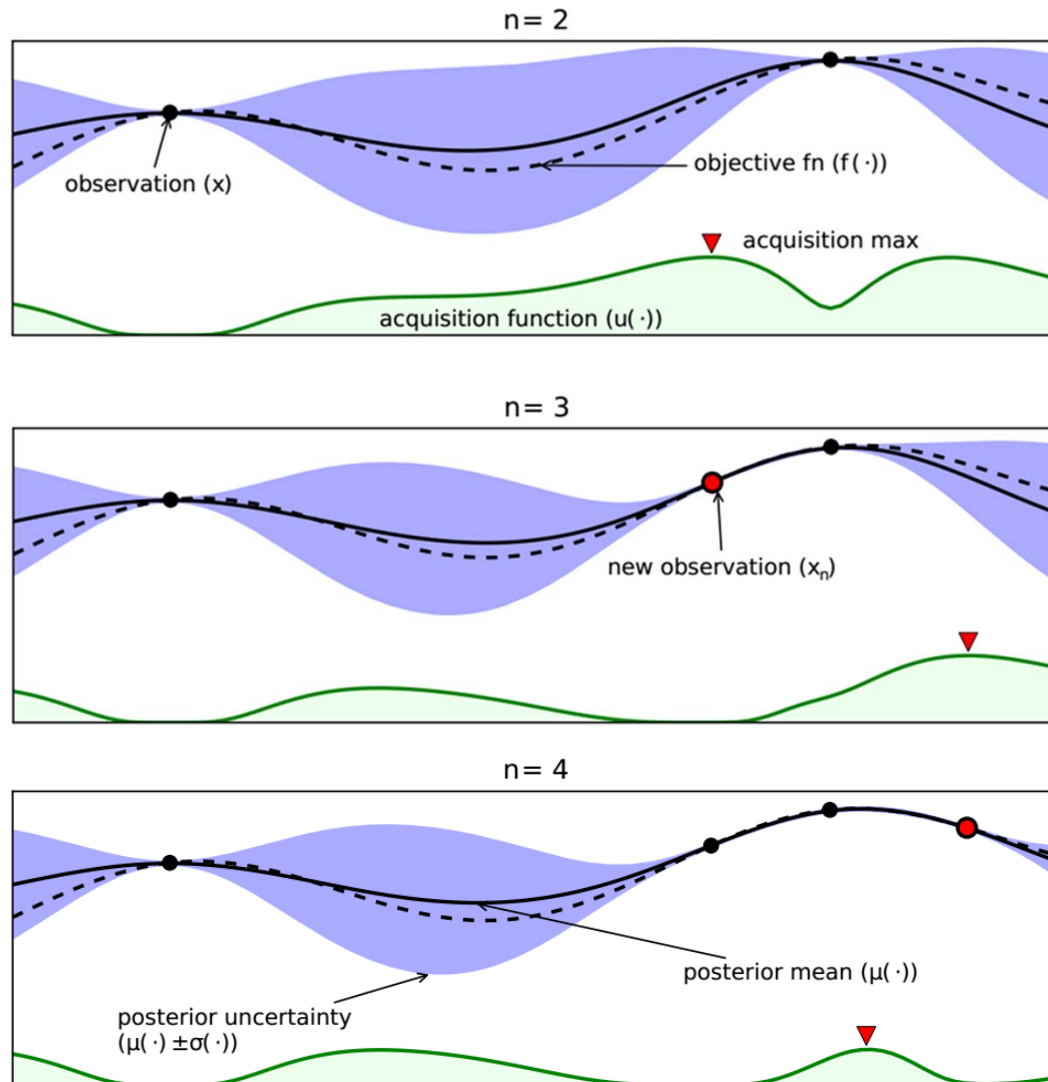 n= 2
observation (x)
objective fn (f(·))
acquisition max
acquisition function (u(·))
n= 3
new observation (xₙ)
n= 4
posterior mean (μ(·))
posterior uncertainty
(μ(·) ±σ(·))